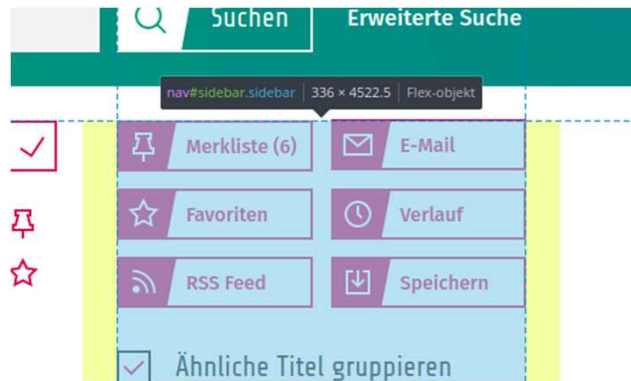 Suchen Erweiterte Suche
nav#sidebar.sidebar 336 × 4522.5 Flex-objekt
Merkliste (6) E-Mail
Favoriten Verlauf
RSS Feed Speichern
Ähnliche Titel gruppieren